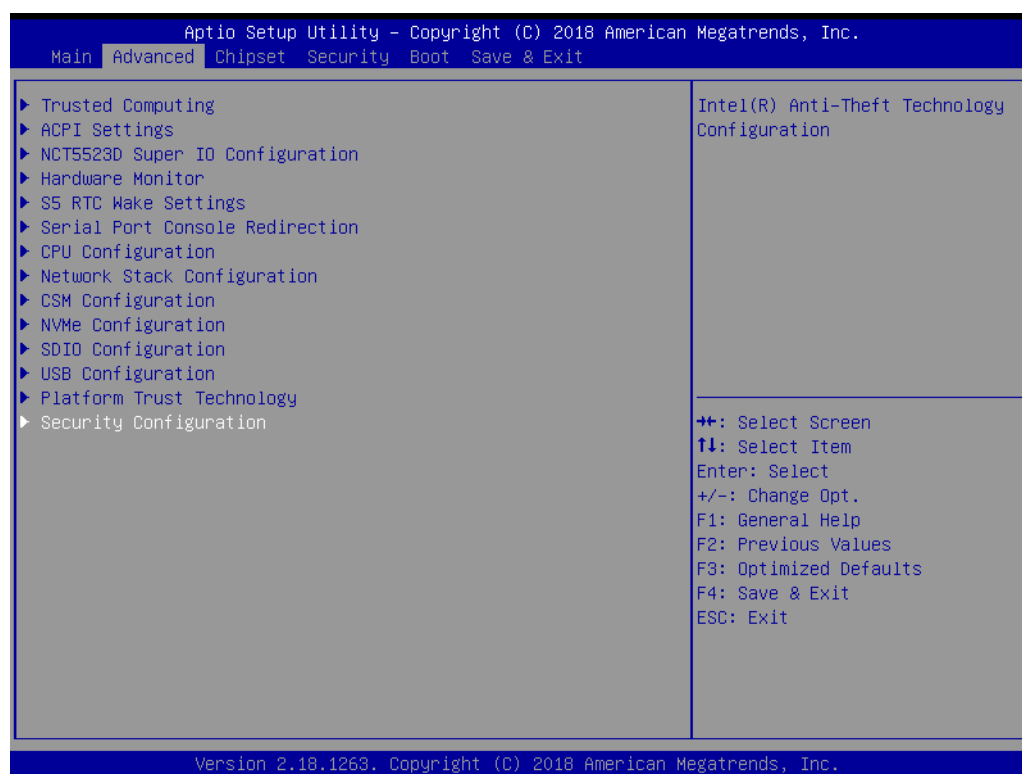 Aptio Setup Utility – Copyright (C) 2018 American Megatrends, Inc.
Main Advanced Chipset Security Boot Save & Exit
Trusted Computing
ACPI Settings
NCT5523D Super IO Configuration
Hardware Monitor
S5 RTC Wake Settings
Serial Port Console Redirection
CPU Configuration
Network Stack Configuration
CSM Configuration
NVMe Configuration
SDIO Configuration
USB Configuration
Platform Trust Technology
Security Configuration
Intel(R) Anti-Theft Technology
Configuration
→←: Select Screen
↑↓: Select Item
Enter: Select
+/-: Change Opt.
F1: General Help
F2: Previous Values
F3: Optimized Defaults
F4: Save & Exit
ESC: Exit
Version 2.18.1263. Copyright (C) 2018 American Megatrends, Inc.